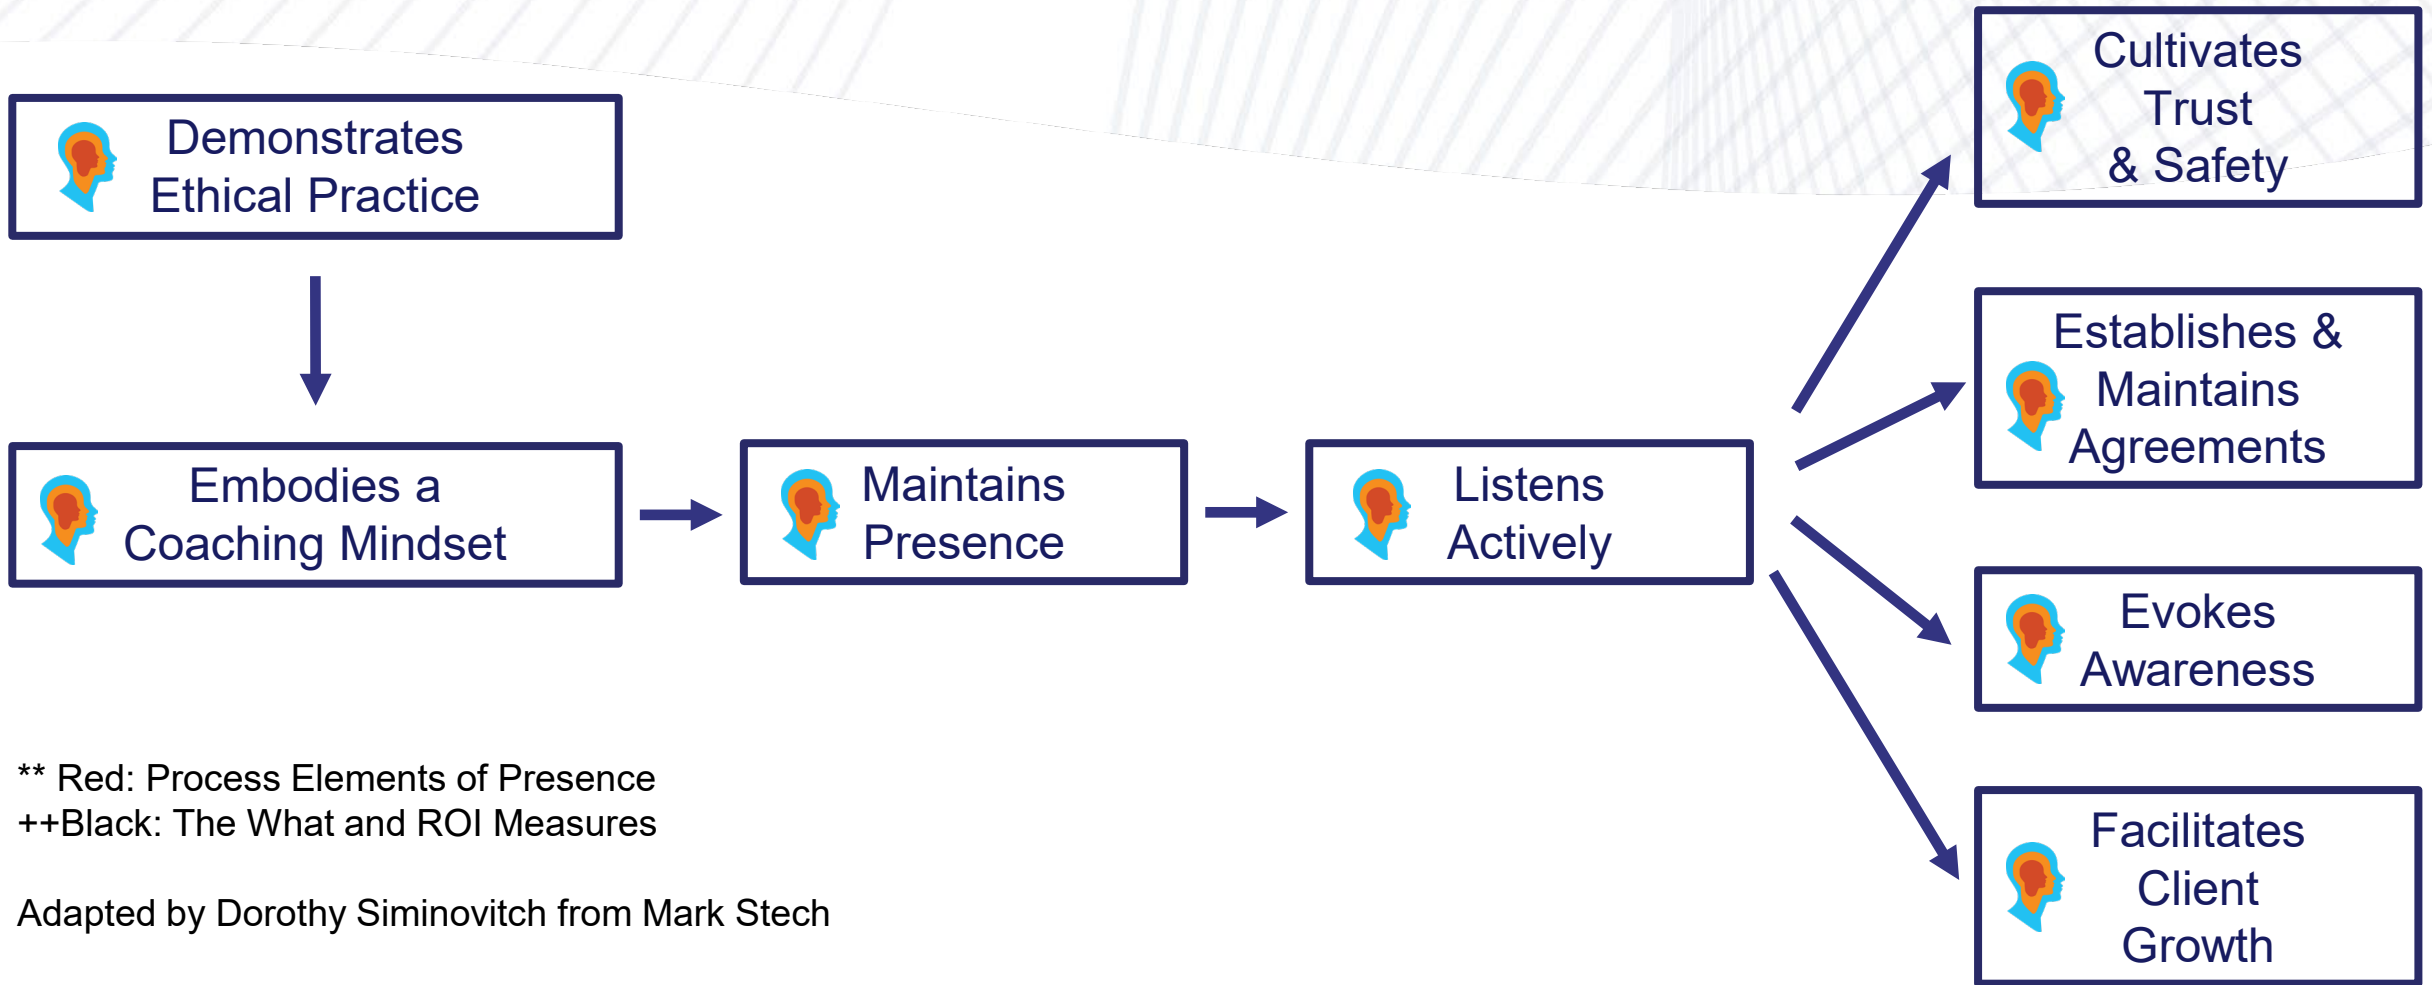 Demonstrates
Ethical Practice
Embodies a
Coaching Mindset
Maintains
Presence
Listens
Actively
Cultivates
Trust
& Safety
Establishes &
Maintains
Agreements
Evokes
Awareness
Facilitates
Client
Growth
** Red: Process Elements of Presence
++Black: The What and ROI Measures
Adapted by Dorothy Siminovitch from Mark Stech